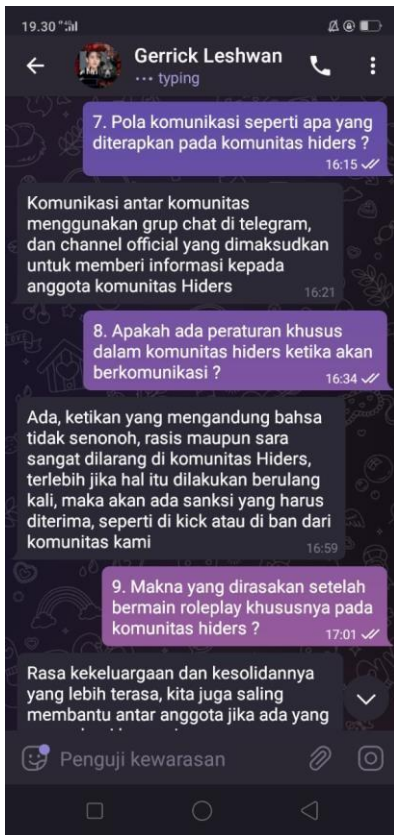 19.30
Gerrick Leshwan
typing
7. Pola komunikasi seperti apa yang
diterapkan pada komunitas hiders ?
16:15
Komunikasi antar komunitas
menggunakan grup chat di telegram,
dan channel official yang dimaksudkan
untuk memberi informasi kepada
anggota komunitas Hiders
16:21
8. Apakah ada peraturan khusus
dalam komunitas hiders ketika akan
berkomunikasi ?
16:34
Ada, ketikan yang mengandung bahsa
tidak senonoh, rasis maupun sara
sangat dilarang di komunitas Hiders,
terlebih jika hal itu dilakukan berulang
kali, maka akan ada sanksi yang harus
diterima, seperti di kick atau di ban dari
komunitas kami
16:59
9. Makna yang dirasakan setelah
bermain roleplay khususnya pada
komunitas hiders ?
17:01
Rasa kekeluargaan dan kesolidannya
yang lebih terasa, kita juga saling
membantu antar anggota jika ada yang
Penguji kewarasan